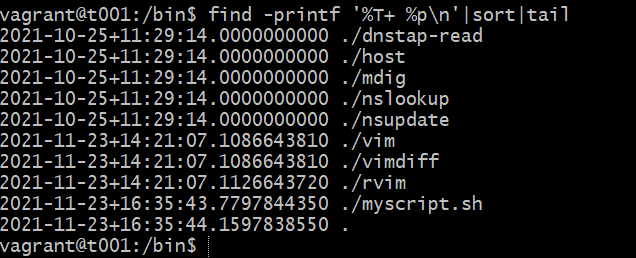 vagrant@t001:/bin$ find -printf '%T+ %p\n'|sort|tail
2021-10-25+11:29:14.0000000000 ./dnstap-read
2021-10-25+11:29:14.0000000000 ./host
2021-10-25+11:29:14.0000000000 ./mdig
2021-10-25+11:29:14.0000000000 ./nslookup
2021-10-25+11:29:14.0000000000 ./nsupdate
2021-11-23+14:21:07.1086643810 ./vim
2021-11-23+14:21:07.1086643810 ./vimdiff
2021-11-23+14:21:07.1126643720 ./rvim
2021-11-23+16:35:43.7797844350 ./myscript.sh
2021-11-23+16:35:44.1597838550 .
vagrant@t001:/bin$